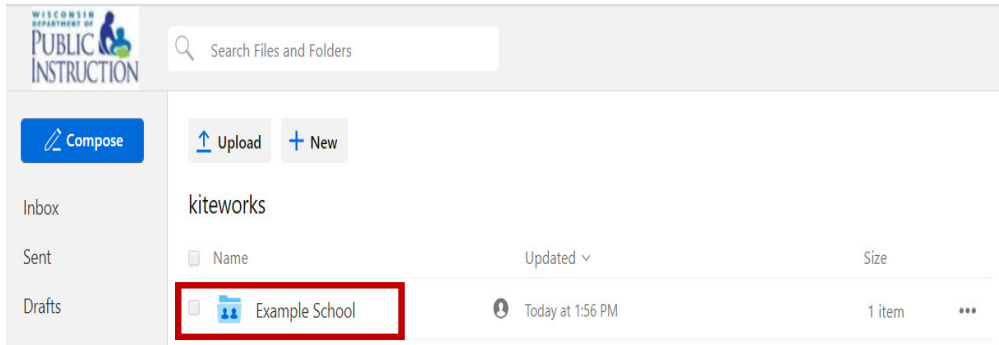 WISCONSIN
DEPARTMENT OF
PUBLIC
INSTRUCTION
Search Files and Folders
Compose
Upload
New
Inbox
kiteworks
Sent
Name Updated Size
Drafts
Example School Today at 1:56 PM 1 item